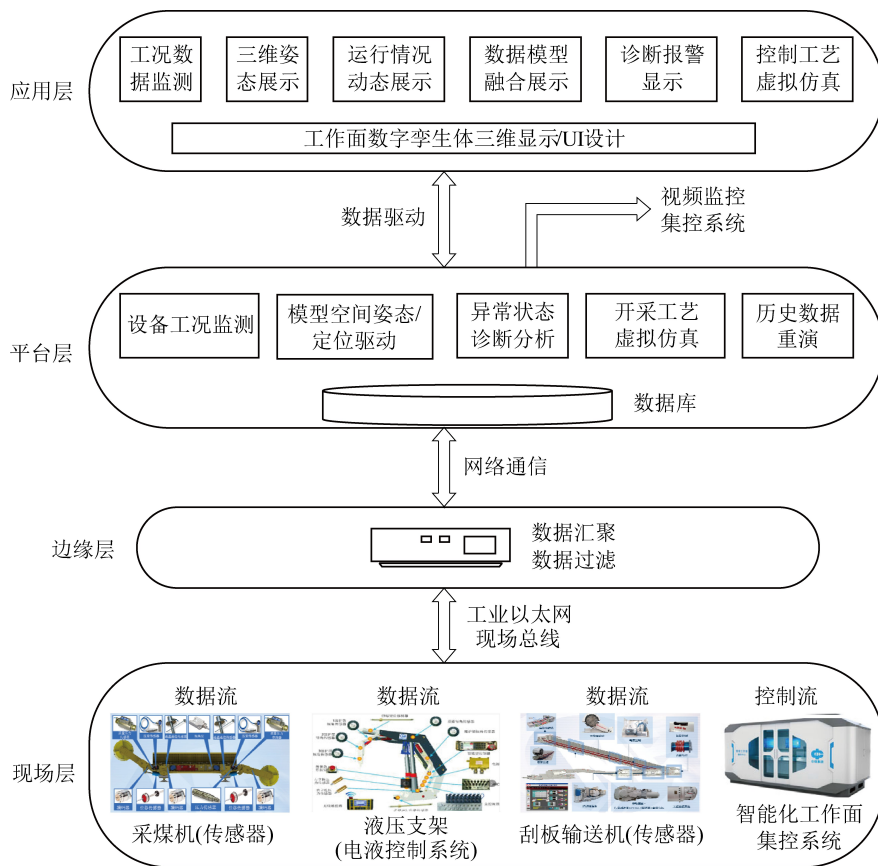 工况数
据监测
三维姿
态展示
运行情况
动态展示
数据模型
融合展示
诊断报警
显示
控制工艺
虚拟仿真
应用层
工作面数字孪生体三维显示/UI设计
数据驱动
视频监控
集控系统
设备工况监测
模型空间姿态/
定位驱动
异常状态
诊断分析
开采工艺
虚拟仿真
历史数据
重演
平台层
数据库
网络通信
边缘层
数据汇聚
数据过滤
工业以太网
现场总线
数据流
数据流
数据流
控制流
现场层
采煤机(传感器)
液压支架
(电液控制系统)
刮板输送机(传感器)
智能化工作面
集控系统